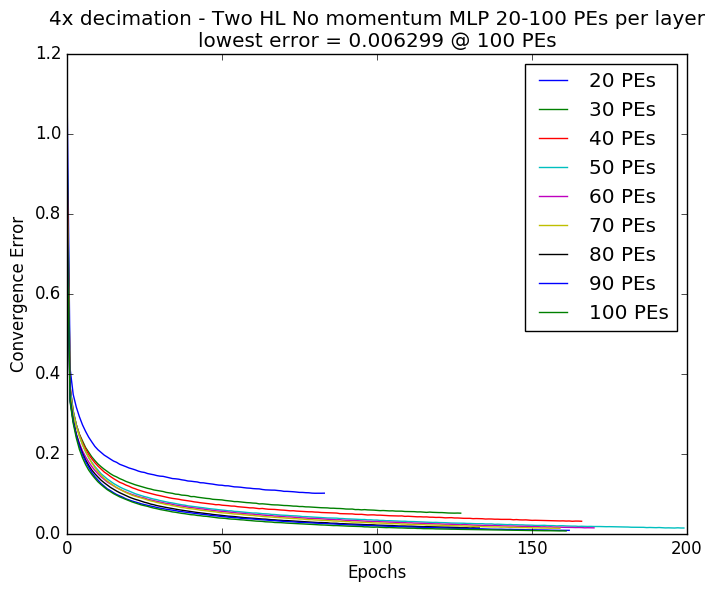 4x decimation - Two HL No momentum MLP 20-100 PEs per layer
lowest error = 0.006299 @ 100 PEs
1.2
1.0
0.8
0.6
0.4
0.2
0.0
Convergence Error
20 PEs
30 PEs
40 PEs
50 PEs
60 PEs
70 PEs
80 PEs
90 PEs
100 PEs
0 50 100 150 200
Epochs